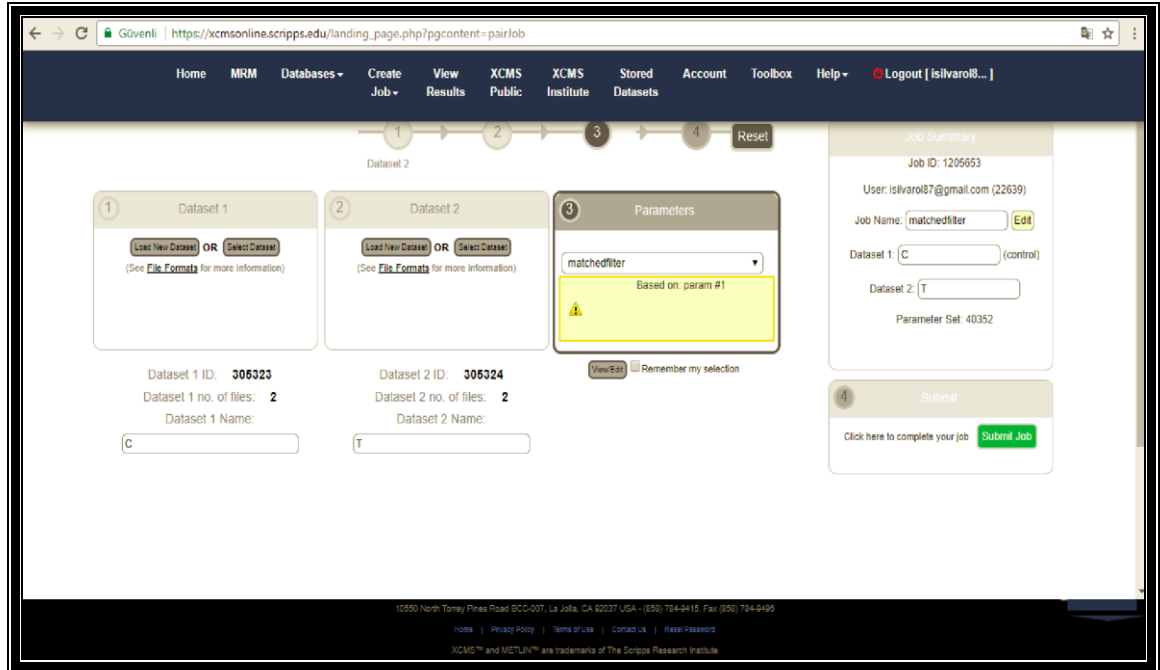 Güvenli | https://xcmsonline.scripps.edu/landing_page.php?pgcontent=pairJob
Home MRM Databases Create Job View Results XCMS Public XCMS Institute Stored Datasets Account Toolbox Help Logout [ isilvarol8... ]
1 2 3 4 Reset
Dataset 2
1 Dataset 1
Load New Dataset OR Select Dataset
(See File Formats for more information)
Dataset 1 ID: 305323
Dataset 1 no. of files: 2
Dataset 1 Name:
C
2 Dataset 2
Load New Dataset OR Select Dataset
(See File Formats for more information)
Dataset 2 ID: 305324
Dataset 2 no. of files: 2
Dataset 2 Name:
T
3 Parameters
matchedfilter
Based on: param #1
View/Edit Remember my selection
Job Summary
Job ID: 1205653
User: isilvarol87@gmail.com (22639)
Job Name: matchedfilter Edit
Dataset 1: C (control)
Dataset 2: T
Parameter Set: 40352
4 Submit
Click here to complete your job Submit Job
10550 North Torrey Pines Road BCC-007, La Jolla, CA 92037 USA - (858) 784-9415, Fax (858) 784-9496
Home | Privacy Policy | Terms of Use | Contact Us | Reset Password
XCMS™ and METLIN™ are trademarks of The Scripps Research Institute